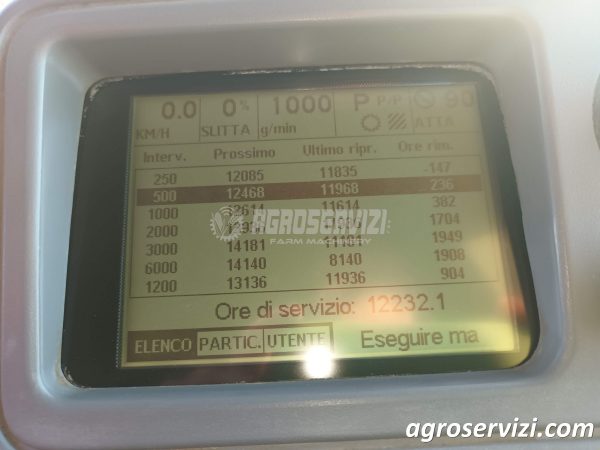 0.0 0% 1000 P P/P 90
KM/H SLITTA g/min ATTA
Interv. Prossimo Ultimo ripr. Ore rim.
250 12085 11835 -147
500 12468 11968 236
1000 12614 11614 382
2000
1704
3000 14181
1949
6000 14140 8140 1908
1200 13136 11936 904
AGROSERVIZI
FARM MACHINERY
Ore di servizio: 12232.1
ELENCO PARTIC. UTENTE Eseguire ma
agroservizi.com